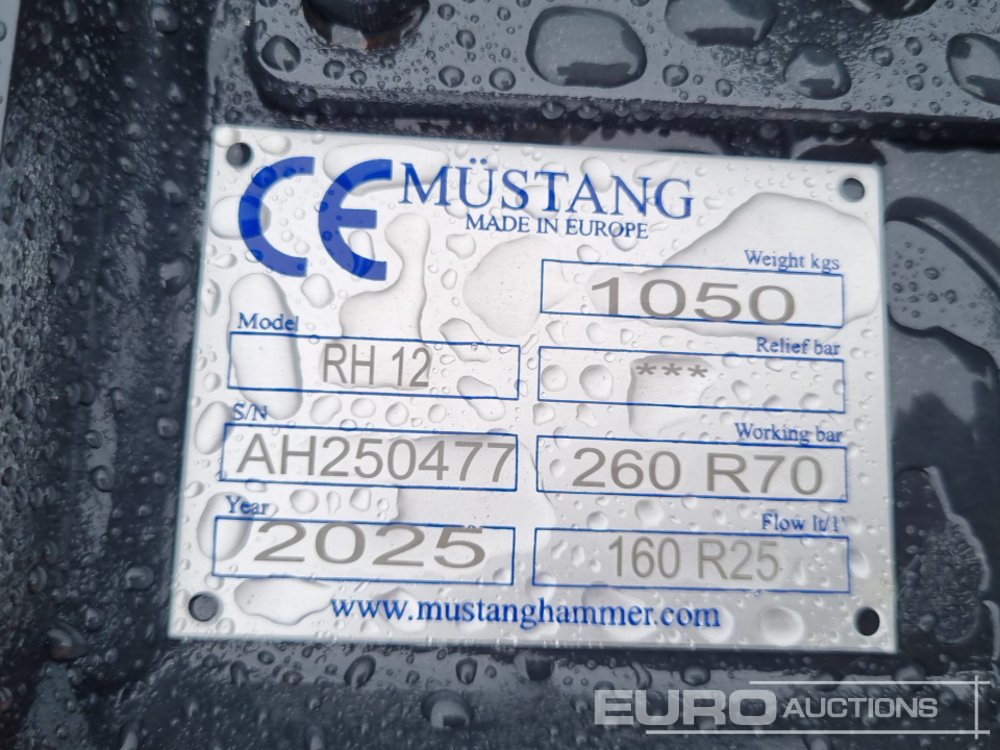 CE MÜSTANG
MADE IN EUROPE
Weight kgs
1050
Model
RH 12
Relief bar
***
S/N
AH250477
Working bar
260 R70
Year
2025
Flow lt/1'
160 R25
www.mustanghammer.com
EURO AUCTIONS